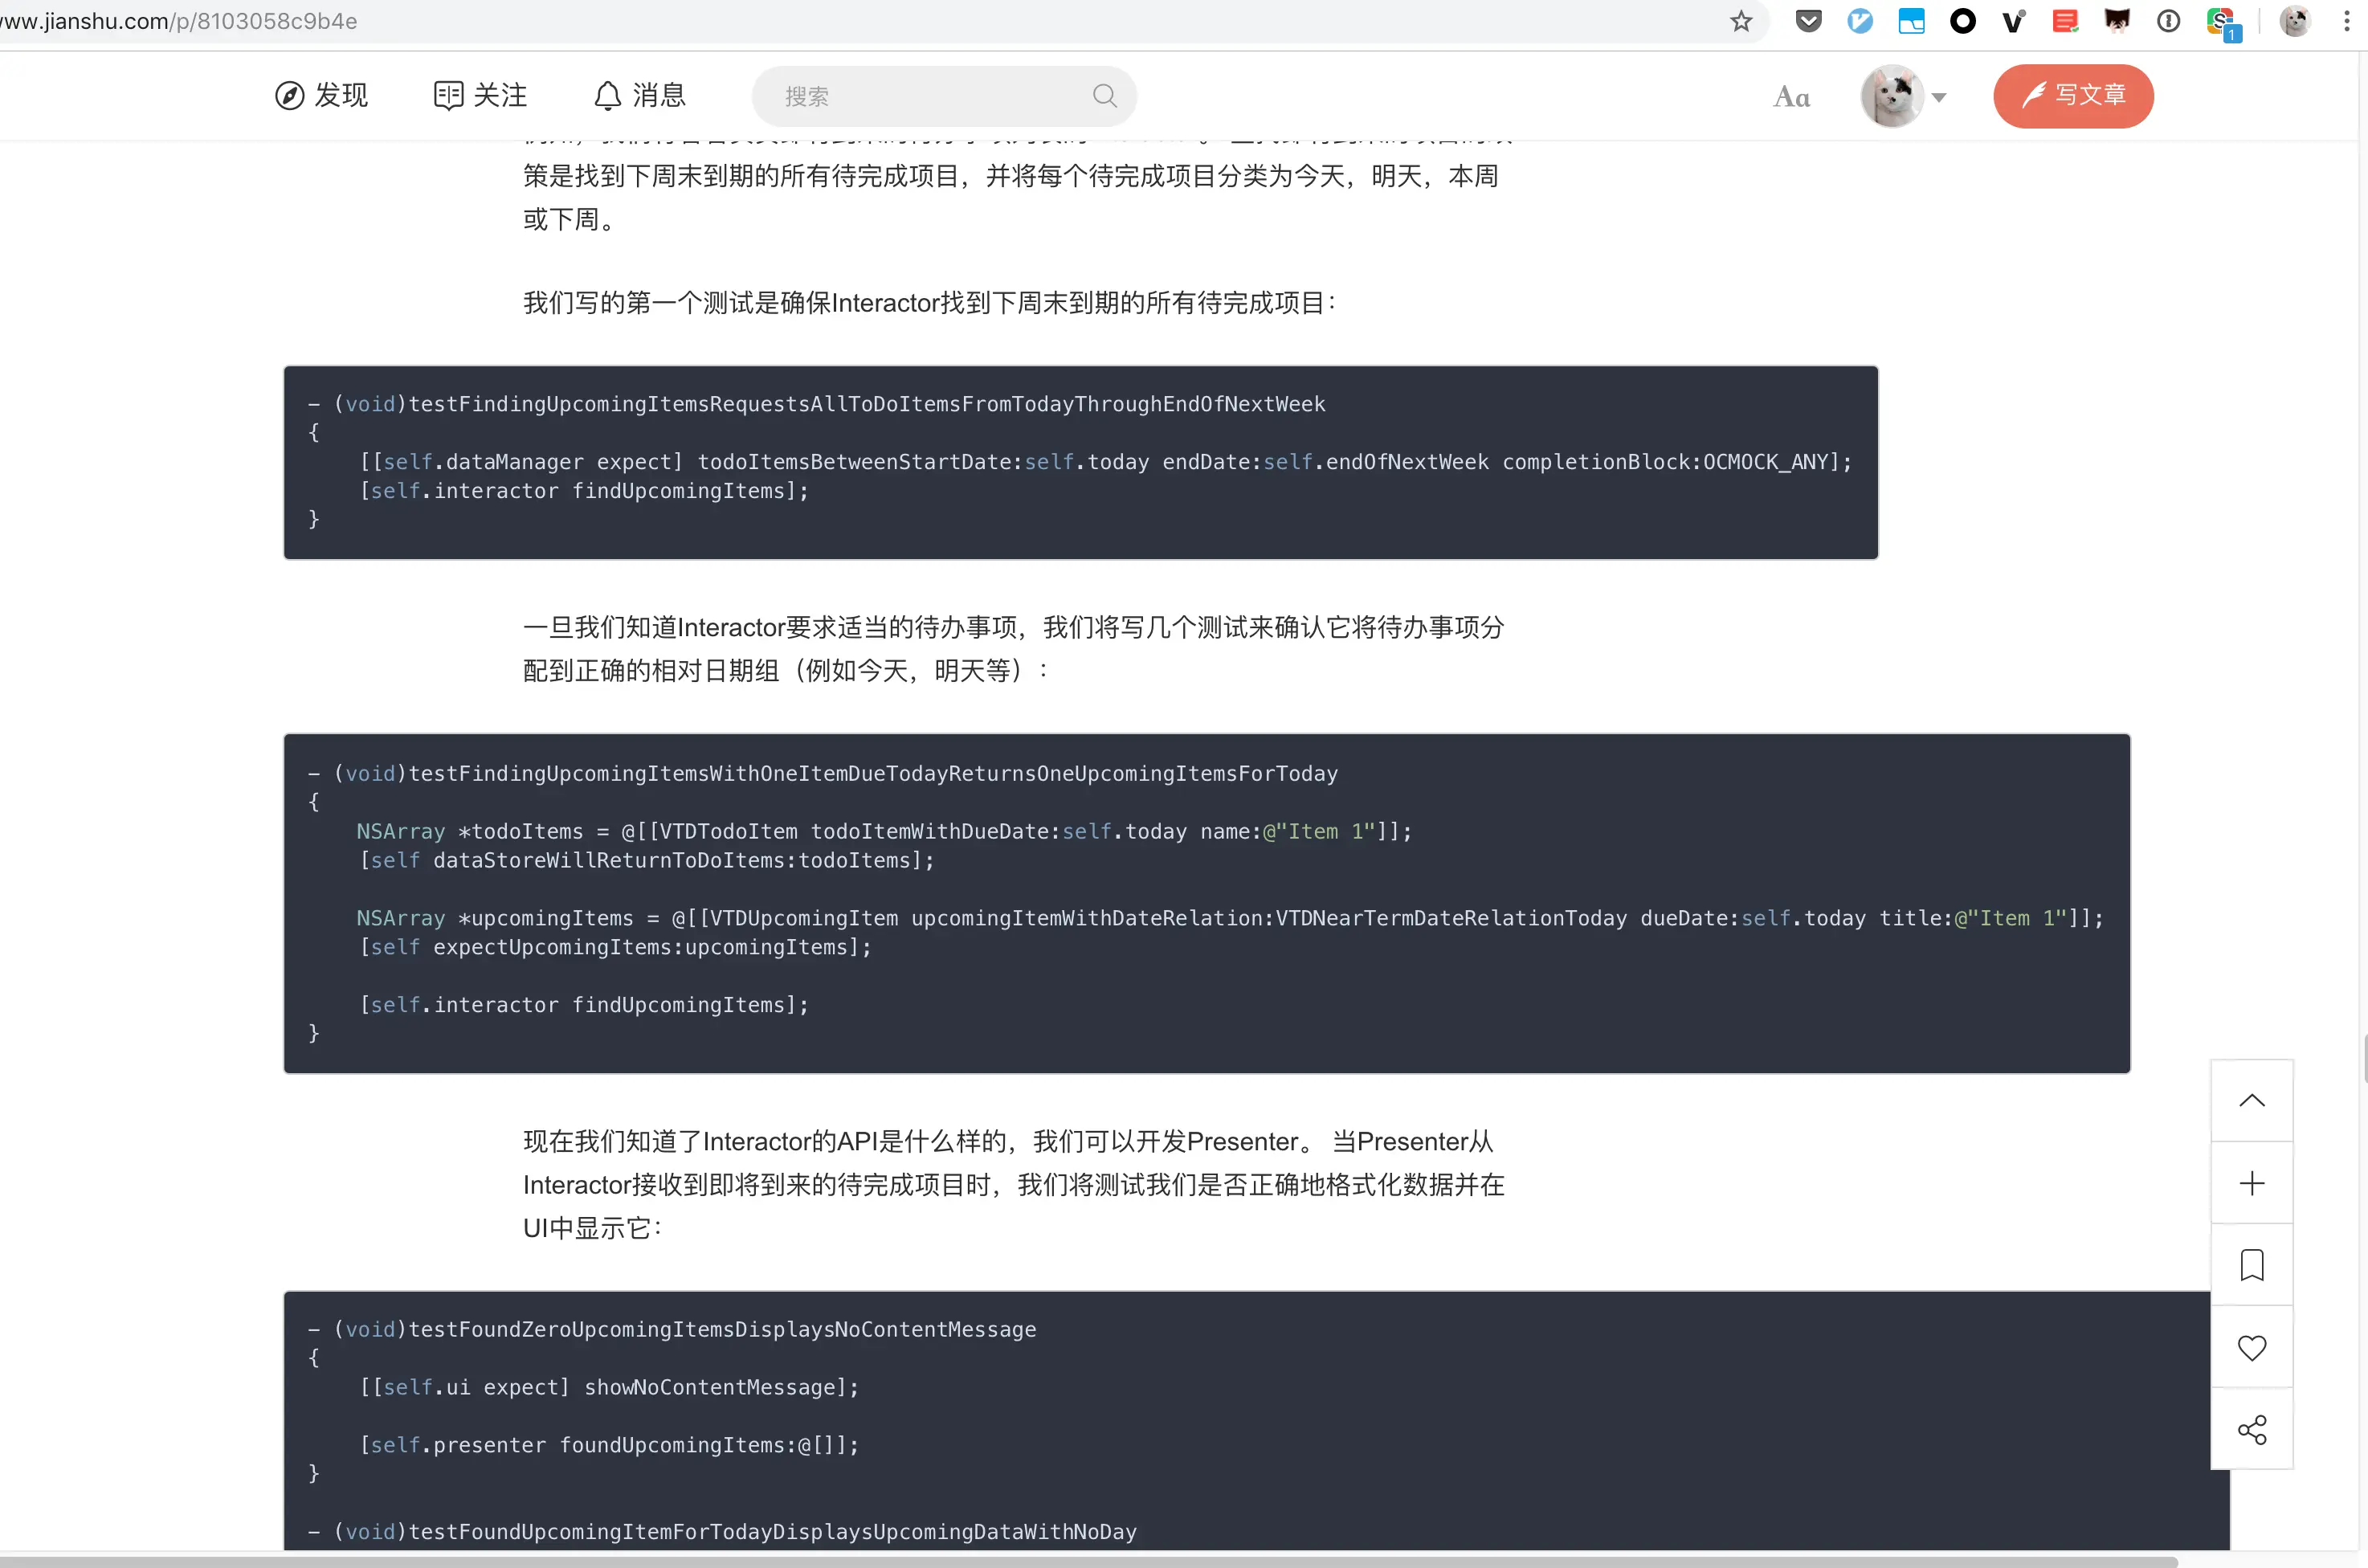 www.jianshu.com/p/8103058c9b4e
1
发现
关注
消息
搜索
Aa
写文章
策是找到下周末到期的所有待完成项目，并将每个待完成项目分类为今天，明天，本周
或下周。
我们写的第一个测试是确保Interactor找到下周末到期的所有待完成项目：
- (void)testFindingUpcomingItemsRequestsAllToDoItemsFromTodayThroughEndOfNextWeek
{
    [[self.dataManager expect] todoItemsBetweenStartDate:self.today endDate:self.endOfNextWeek completionBlock:OCMOCK_ANY];
    [self.interactor findUpcomingItems];
}
一旦我们知道Interactor要求适当的待办事项，我们将写几个测试来确认它将待办事项分
配到正确的相对日期组（例如今天，明天等）：
- (void)testFindingUpcomingItemsWithOneItemDueTodayReturnsOneUpcomingItemsForToday
{
    NSArray *todoItems = @[[VTDTodoItem todoItemWithDueDate:self.today name:@"Item 1"]];
    [self dataStoreWillReturnToDoItems:todoItems];
    NSArray *upcomingItems = @[[VTDUpcomingItem upcomingItemWithDateRelation:VTDNearTermDateRelationToday dueDate:self.today title:@"Item 1"]];
    [self expectUpcomingItems:upcomingItems];
    [self.interactor findUpcomingItems];
}
现在我们知道了Interactor的API是什么样的，我们可以开发Presenter。 当Presenter从
Interactor接收到即将到来的待完成项目时，我们将测试我们是否正确地格式化数据并在
UI中显示它：
- (void)testFoundZeroUpcomingItemsDisplaysNoContentMessage
{
    [[self.ui expect] showNoContentMessage];
    [self.presenter foundUpcomingItems:@[]];
}
- (void)testFoundUpcomingItemForTodayDisplaysUpcomingDataWithNoDay